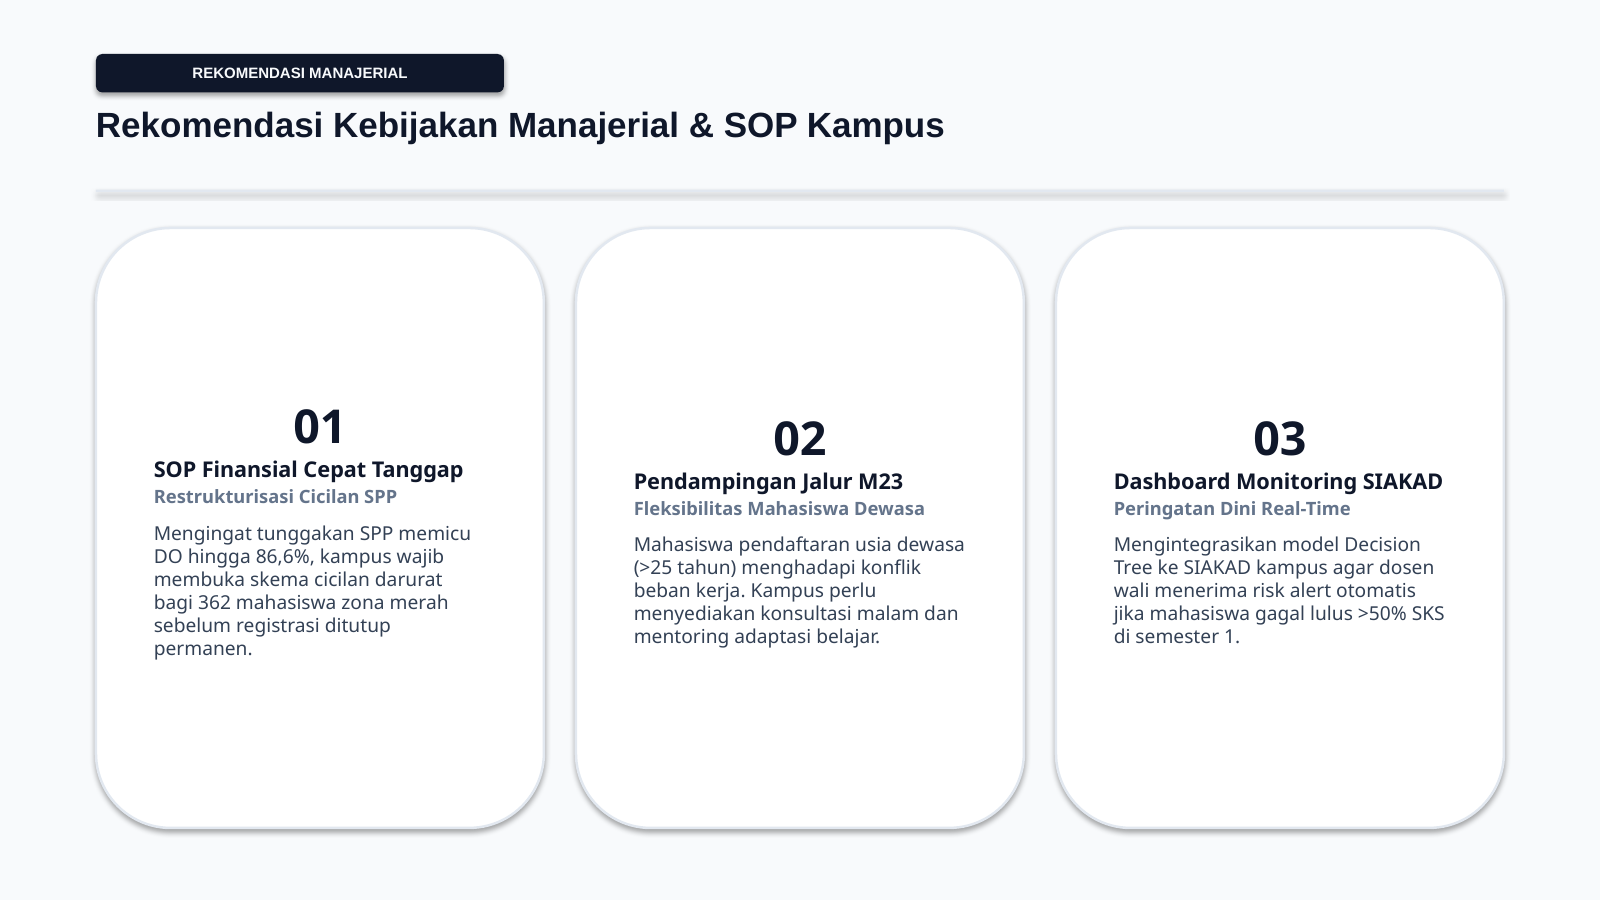 REKOMENDASI MANAJERIAL
Rekomendasi Kebijakan Manajerial & SOP Kampus
01
SOP Finansial Cepat Tanggap
Restrukturisasi Cicilan SPP
Mengingat tunggakan SPP memicu
DO hingga 86,6%, kampus wajib
membuka skema cicilan darurat
bagi 362 mahasiswa zona merah
sebelum registrasi ditutup
permanen.
02
Pendampingan Jalur M23
Fleksibilitas Mahasiswa Dewasa
Mahasiswa pendaftaran usia dewasa
(>25 tahun) menghadapi konflik
beban kerja. Kampus perlu
menyediakan konsultasi malam dan
mentoring adaptasi belajar.
03
Dashboard Monitoring SIAKAD
Peringatan Dini Real-Time
Mengintegrasikan model Decision
Tree ke SIAKAD kampus agar dosen
wali menerima risk alert otomatis
jika mahasiswa gagal lulus >50% SKS
di semester 1.